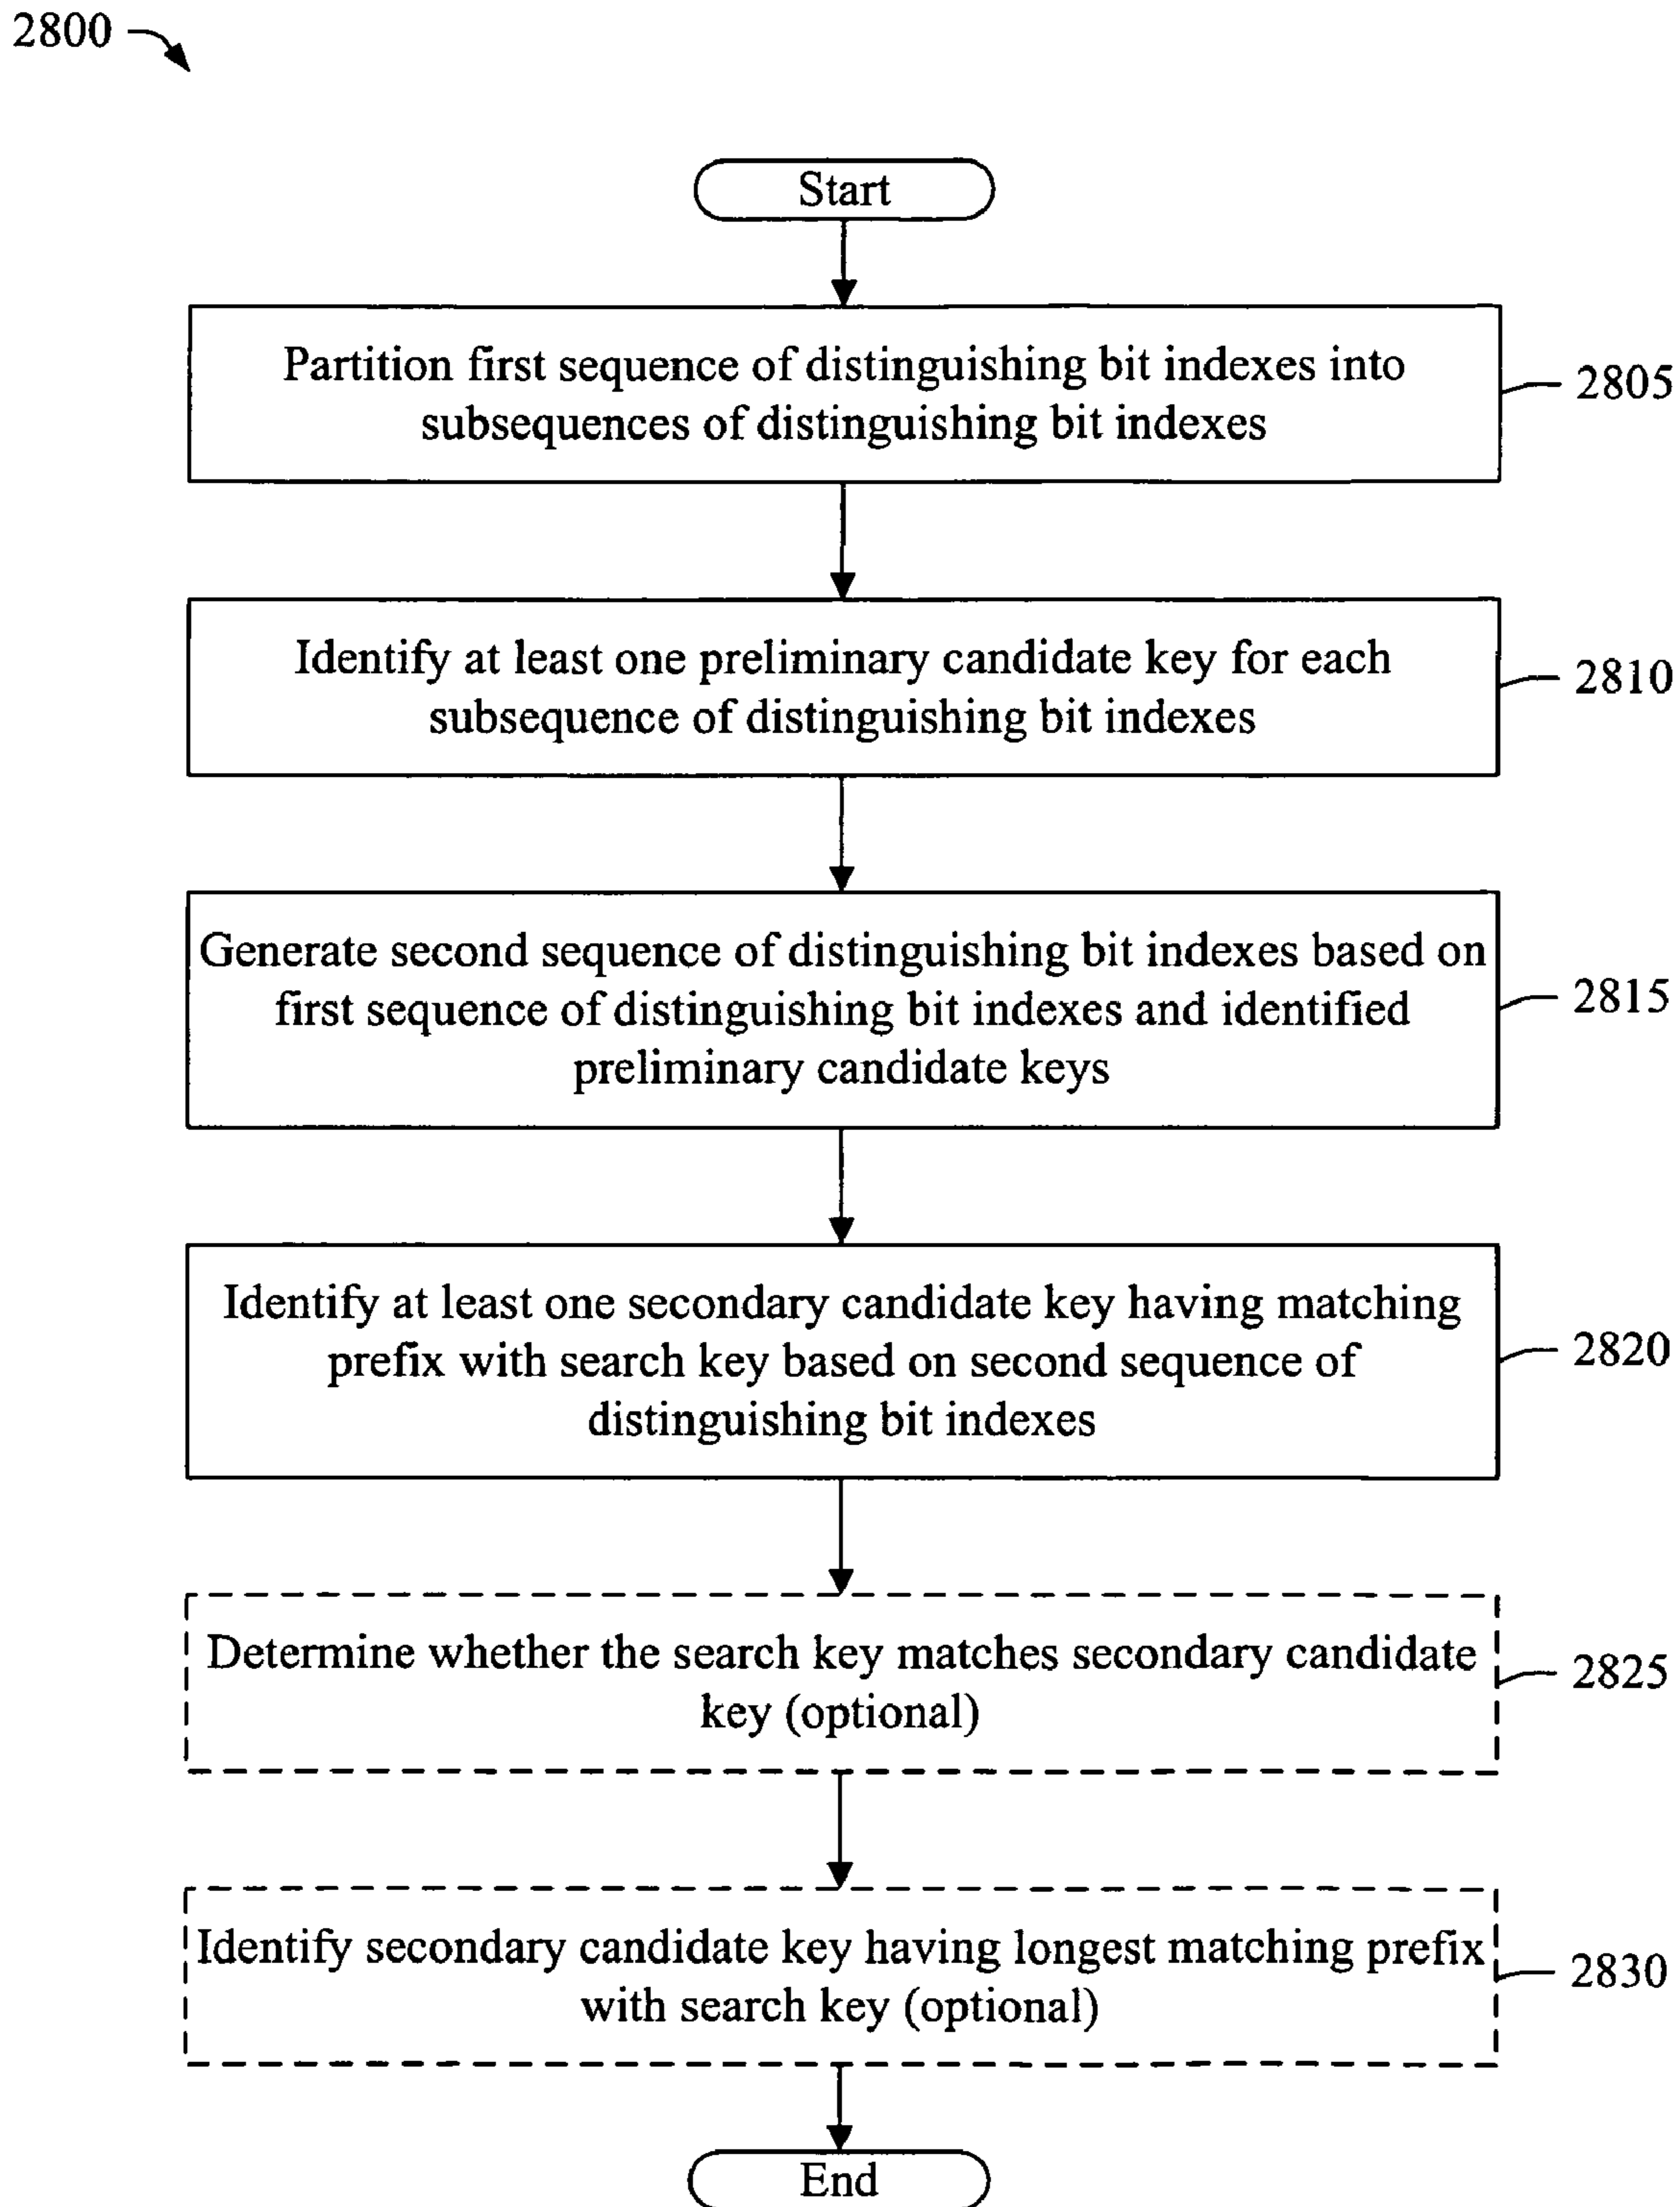 2800
Start
Partition first sequence of distinguishing bit indexes into
subsequences of distinguishing bit indexes
2805
Identify at least one preliminary candidate key for each
subsequence of distinguishing bit indexes
2810
Generate second sequence of distinguishing bit indexes based on
first sequence of distinguishing bit indexes and identified
preliminary candidate keys
2815
Identify at least one secondary candidate key having matching
prefix with search key based on second sequence of
distinguishing bit indexes
2820
Determine whether the search key matches secondary candidate
key (optional)
2825
Identify secondary candidate key having longest matching prefix
with search key (optional)
2830
End